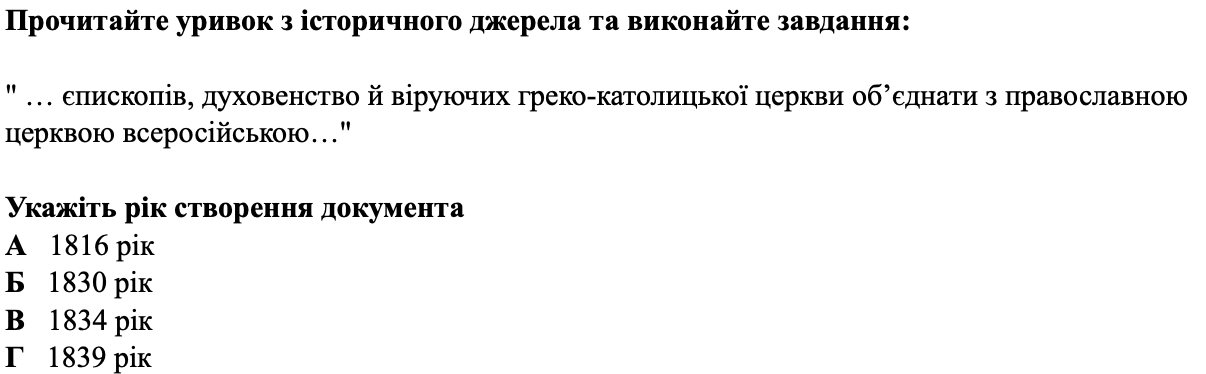 Прочитайте уривок з історичного джерела та виконайте завдання:
" … єпископів, духовенство й віруючих греко-католицької церкви об’єднати з православною
церквою всеросійською…"
Укажіть рік створення документа
А 1816 рік
Б 1830 рік
В 1834 рік
Г 1839 рік